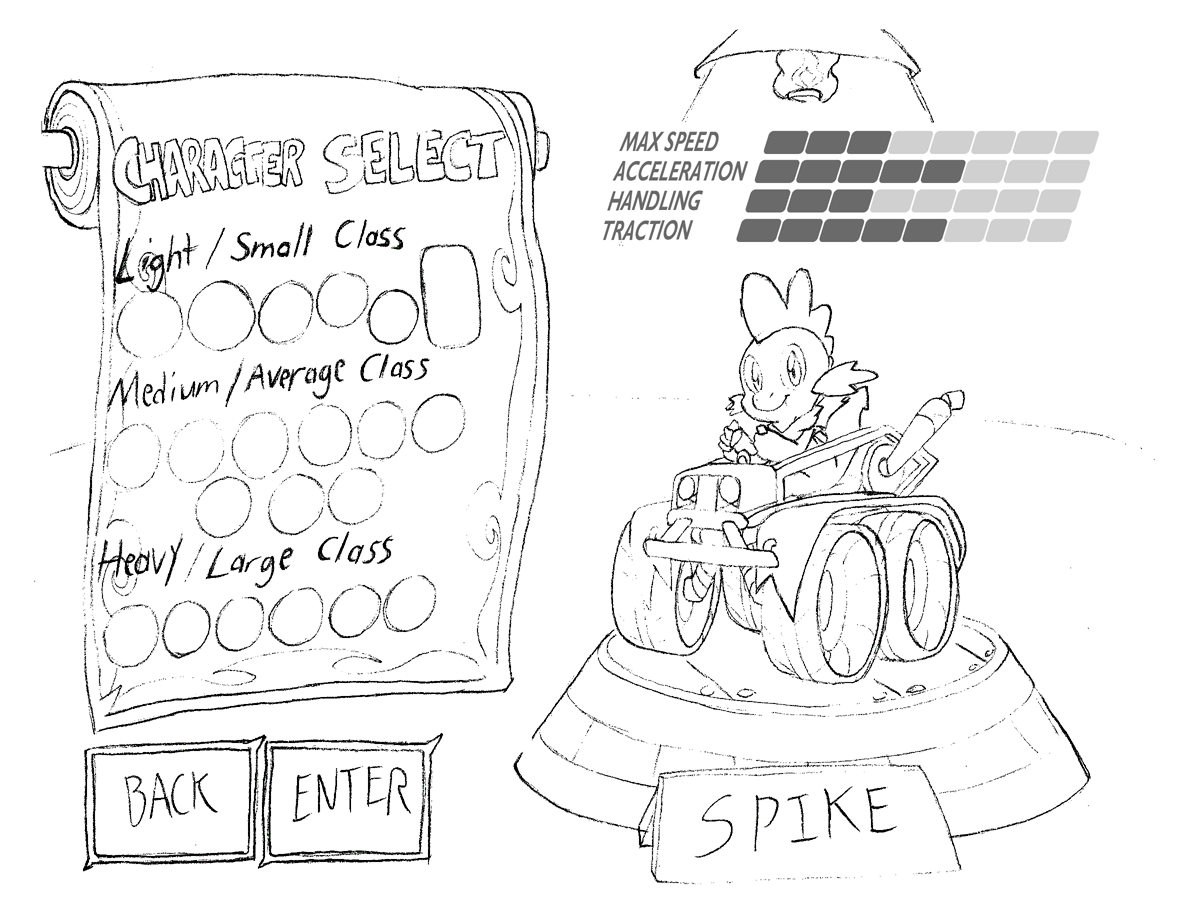 CHARACTER SELECT
Light / Small Class
Medium / Average Class
Heavy / Large Class
BACK
ENTER
MAX SPEED
ACCELERATION
HANDLING
TRACTION
SPIKE